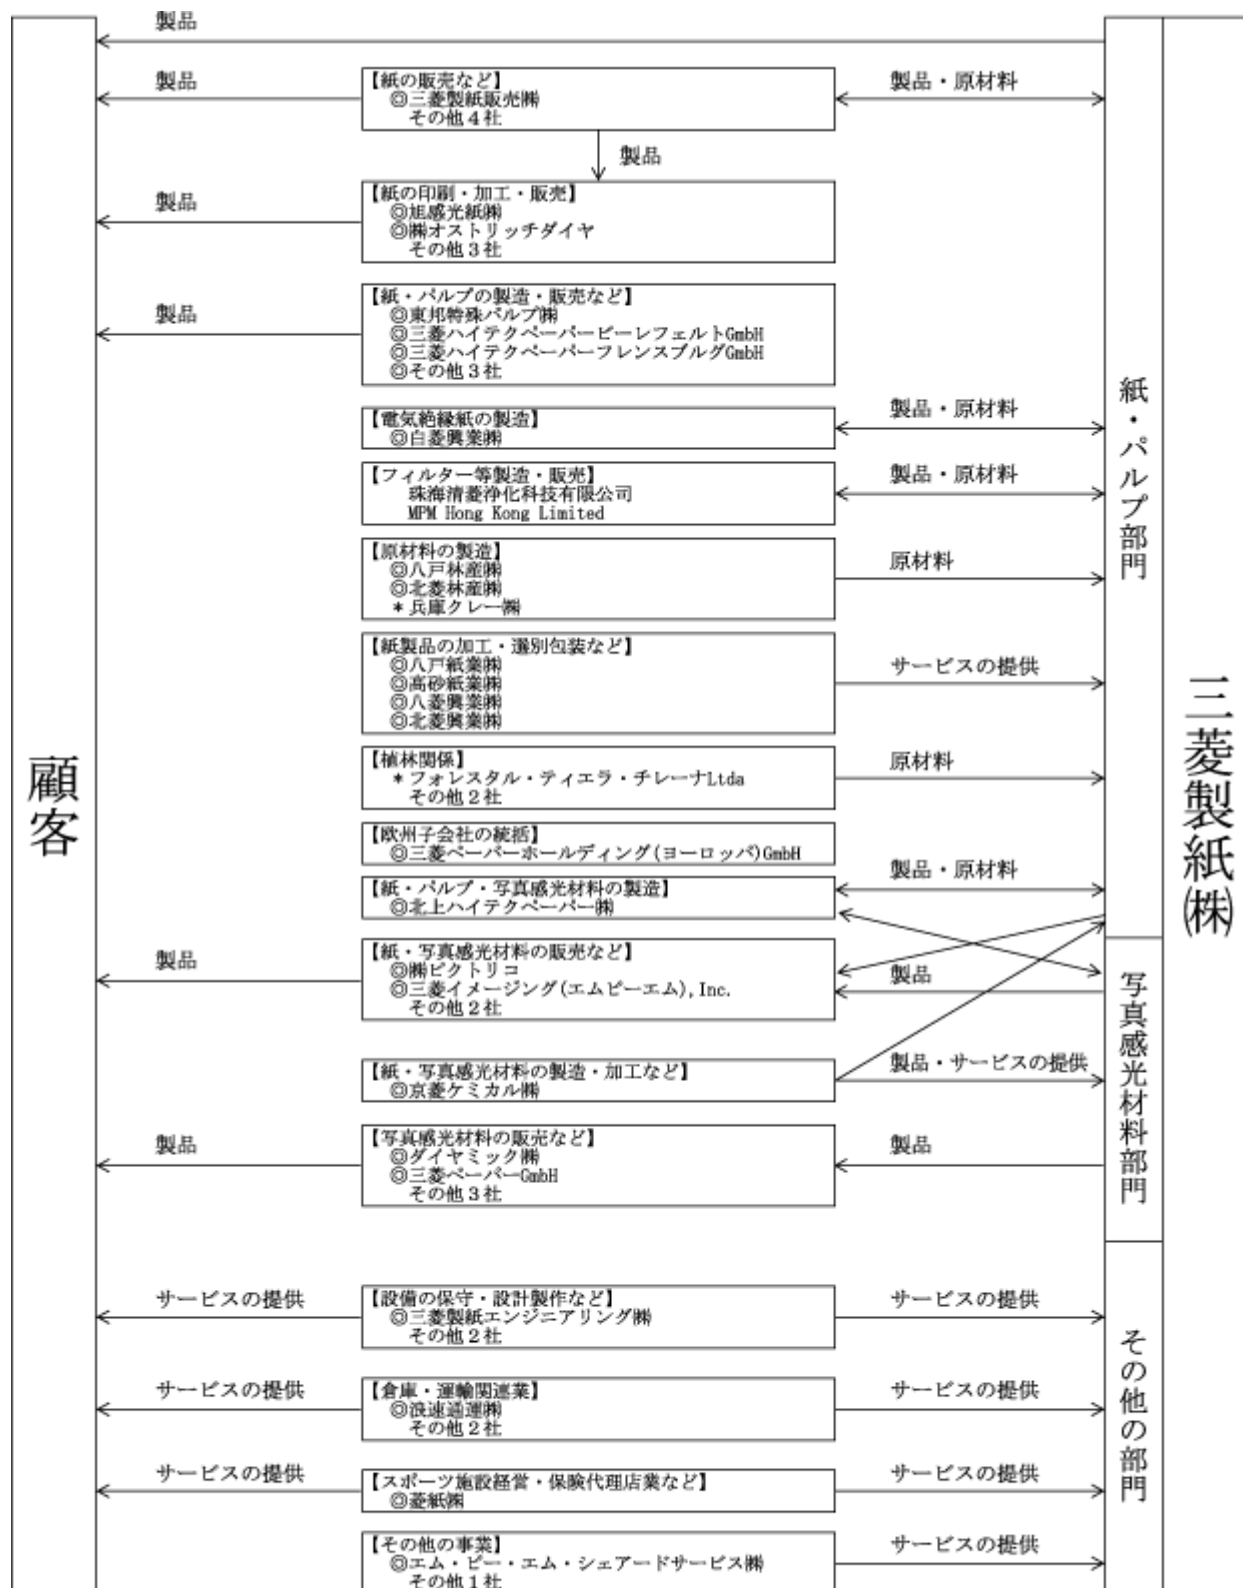 製品
製品
【紙の販売など】
◎三菱製紙販売㈱
その他４社
製品・原材料
製品
製品
【紙の印刷・加工・販売】
◎旭感光紙㈱
◎㈱オストリッチダイヤ
その他３社
製品
【紙・パルプの製造・販売など】
◎東邦特殊パルプ㈱
◎三菱ハイテクペーパービーレフェルトGmbH
◎三菱ハイテクペーパーフレンスブルグGmbH
◎その他３社
【電気絶縁紙の製造】
◎白菱興業㈱
製品・原材料
【フィルター等製造・販売】
珠海清菱浄化科技有限公司
MPM Hong Kong Limited
製品・原材料
【原材料の製造】
◎八戸林産㈱
◎北菱林産㈱
＊兵庫クレー㈱
原材料
【紙製品の加工・選別包装など】
◎八戸紙業㈱
◎高砂紙業㈱
◎八菱興業㈱
◎北菱興業㈱
サービスの提供
【植林関係】
＊フォレスタル・ティエラ・チレーナLtda
その他２社
原材料
【欧州子会社の統括】
◎三菱ペーパーホールディング(ヨーロッパ)GmbH
【紙・パルプ・写真感光材料の製造】
◎北上ハイテクペーパー㈱
製品・原材料
製品
【紙・写真感光材料の販売など】
◎㈱ピクトリコ
◎三菱イメージング(エムピーエム),Inc.
その他２社
製品
【紙・写真感光材料の製造・加工など】
◎京菱ケミカル㈱
製品・サービスの提供
製品
【写真感光材料の販売など】
◎ダイヤミック㈱
◎三菱ペーパーGmbH
その他３社
製品
サービスの提供
【設備の保守・設計製作など】
◎三菱製紙エンジニアリング㈱
その他２社
サービスの提供
サービスの提供
【倉庫・運輸関連業】
◎浪速通運㈱
その他２社
サービスの提供
サービスの提供
【スポーツ施設経営・保険代理店業など】
◎菱紙㈱
サービスの提供
【その他の事業】
◎エム・ピー・エム・シェアードサービス㈱
その他１社
サービスの提供
顧客
紙・パルプ部門
写真感光材料部門
その他の部門
三菱製紙㈱